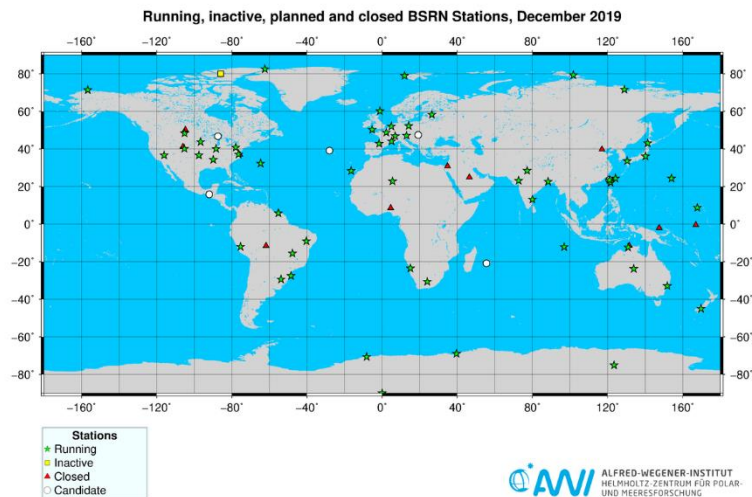 Running, inactive, planned and closed BSRN Stations, December 2019
−160˚ −120˚ −80˚ −40˚ 0˚ 40˚ 80˚ 120˚ 160˚
80˚ 80˚
60˚ 60˚
40˚ 40˚
20˚ 20˚
0˚ 0˚
−20˚ −20˚
−40˚ −40˚
−60˚ −60˚
−80˚ −80˚
−160˚ −120˚ −80˚ −40˚ 0˚ 40˚ 80˚ 120˚ 160˚
Stations
Running
Inactive
Closed
Candidate
AWI
ALFRED-WEGENER-INSTITUT
HELMHOLTZ-ZENTRUM FÜR POLAR-
UND MEERESFORSCHUNG